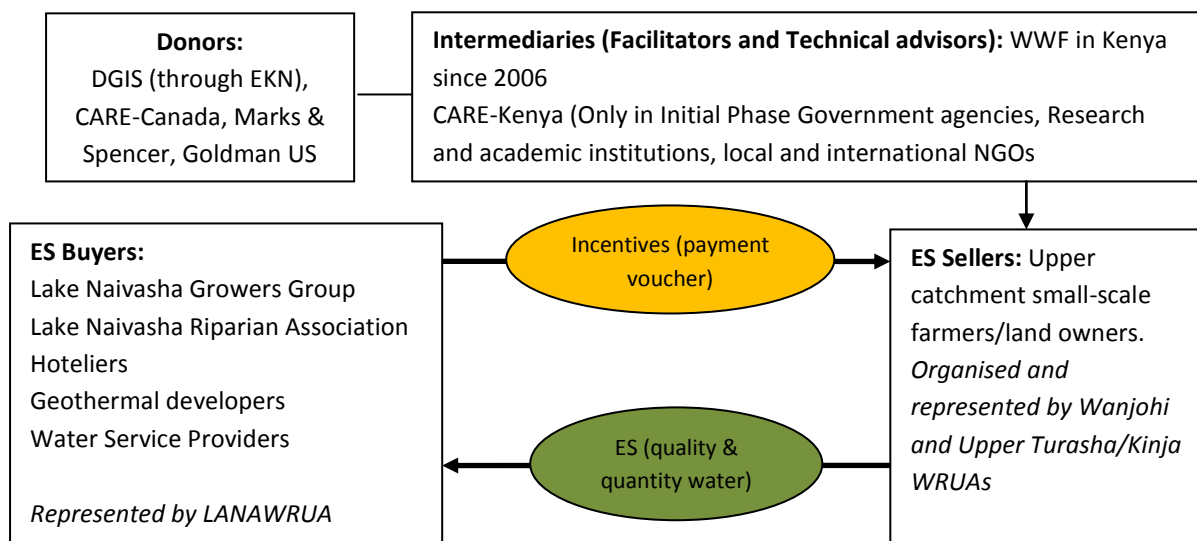 Donors:
DGIS (through EKN),
CARE-Canada, Marks &
Spencer, Goldman US
Intermediaries (Facilitators and Technical advisors): WWF in Kenya
since 2006
CARE-Kenya (Only in Initial Phase Government agencies, Research
and academic institutions, local and international NGOs
ES Buyers:
Lake Naivasha Growers Group
Lake Naivasha Riparian Association
Hoteliers
Geothermal developers
Water Service Providers
Represented by LANAWRUA
Incentives (payment
voucher)
ES (quality &
quantity water)
ES Sellers: Upper
catchment small-scale
farmers/land owners.
Organised and
represented by Wanjohi
and Upper Turasha/Kinja
WRUAs